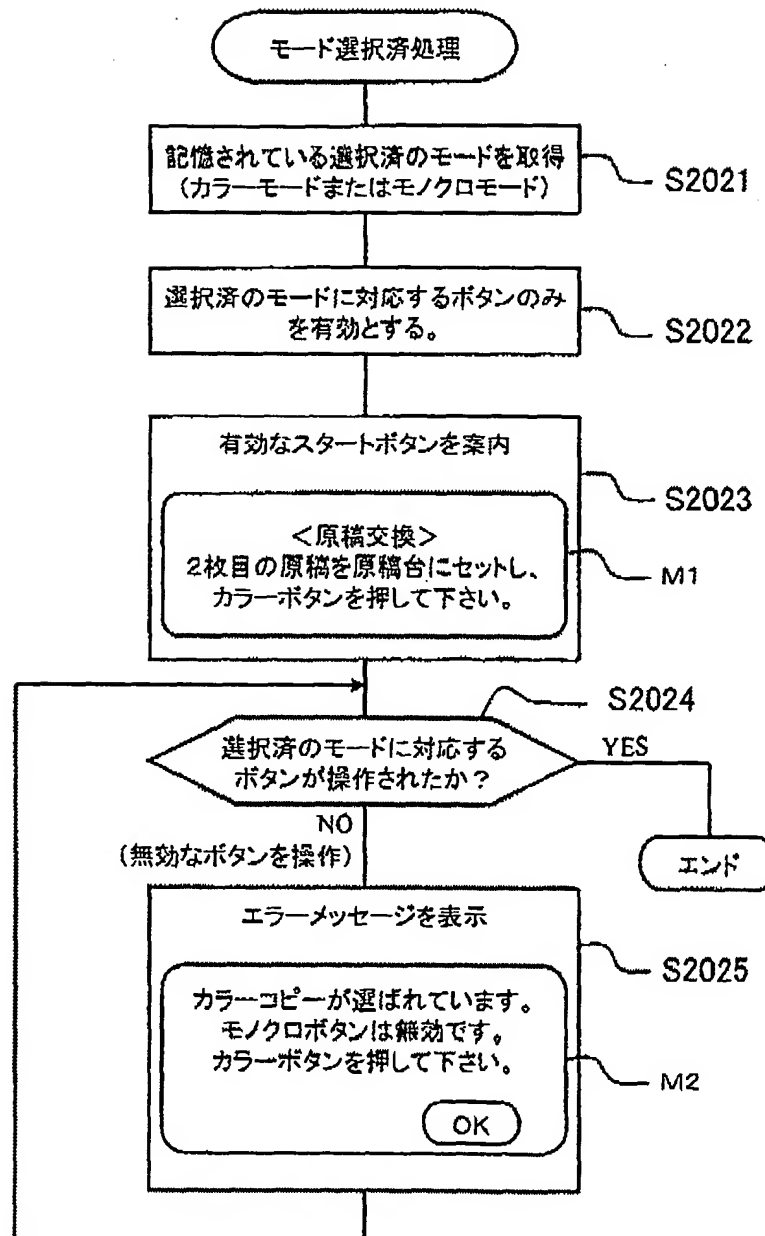 モード選択済処理
記憶されている選択済のモードを取得
(カラーモードまたはモノクロモード)
S2021
選択済のモードに対応するボタンのみ
を有効とする。
S2022
有効なスタートボタンを案内
S2023
<原稿交換>
2枚目の原稿を原稿台にセットし、
カラーボタンを押して下さい。
M1
S2024
選択済のモードに対応する
ボタンが操作されたか?
YES
NO
(無効なボタンを操作)
エンド
エラーメッセージを表示
S2025
カラーコピーが選ばれています。
モノクロボタンは無効です。
カラーボタンを押して下さい。
M2
OK